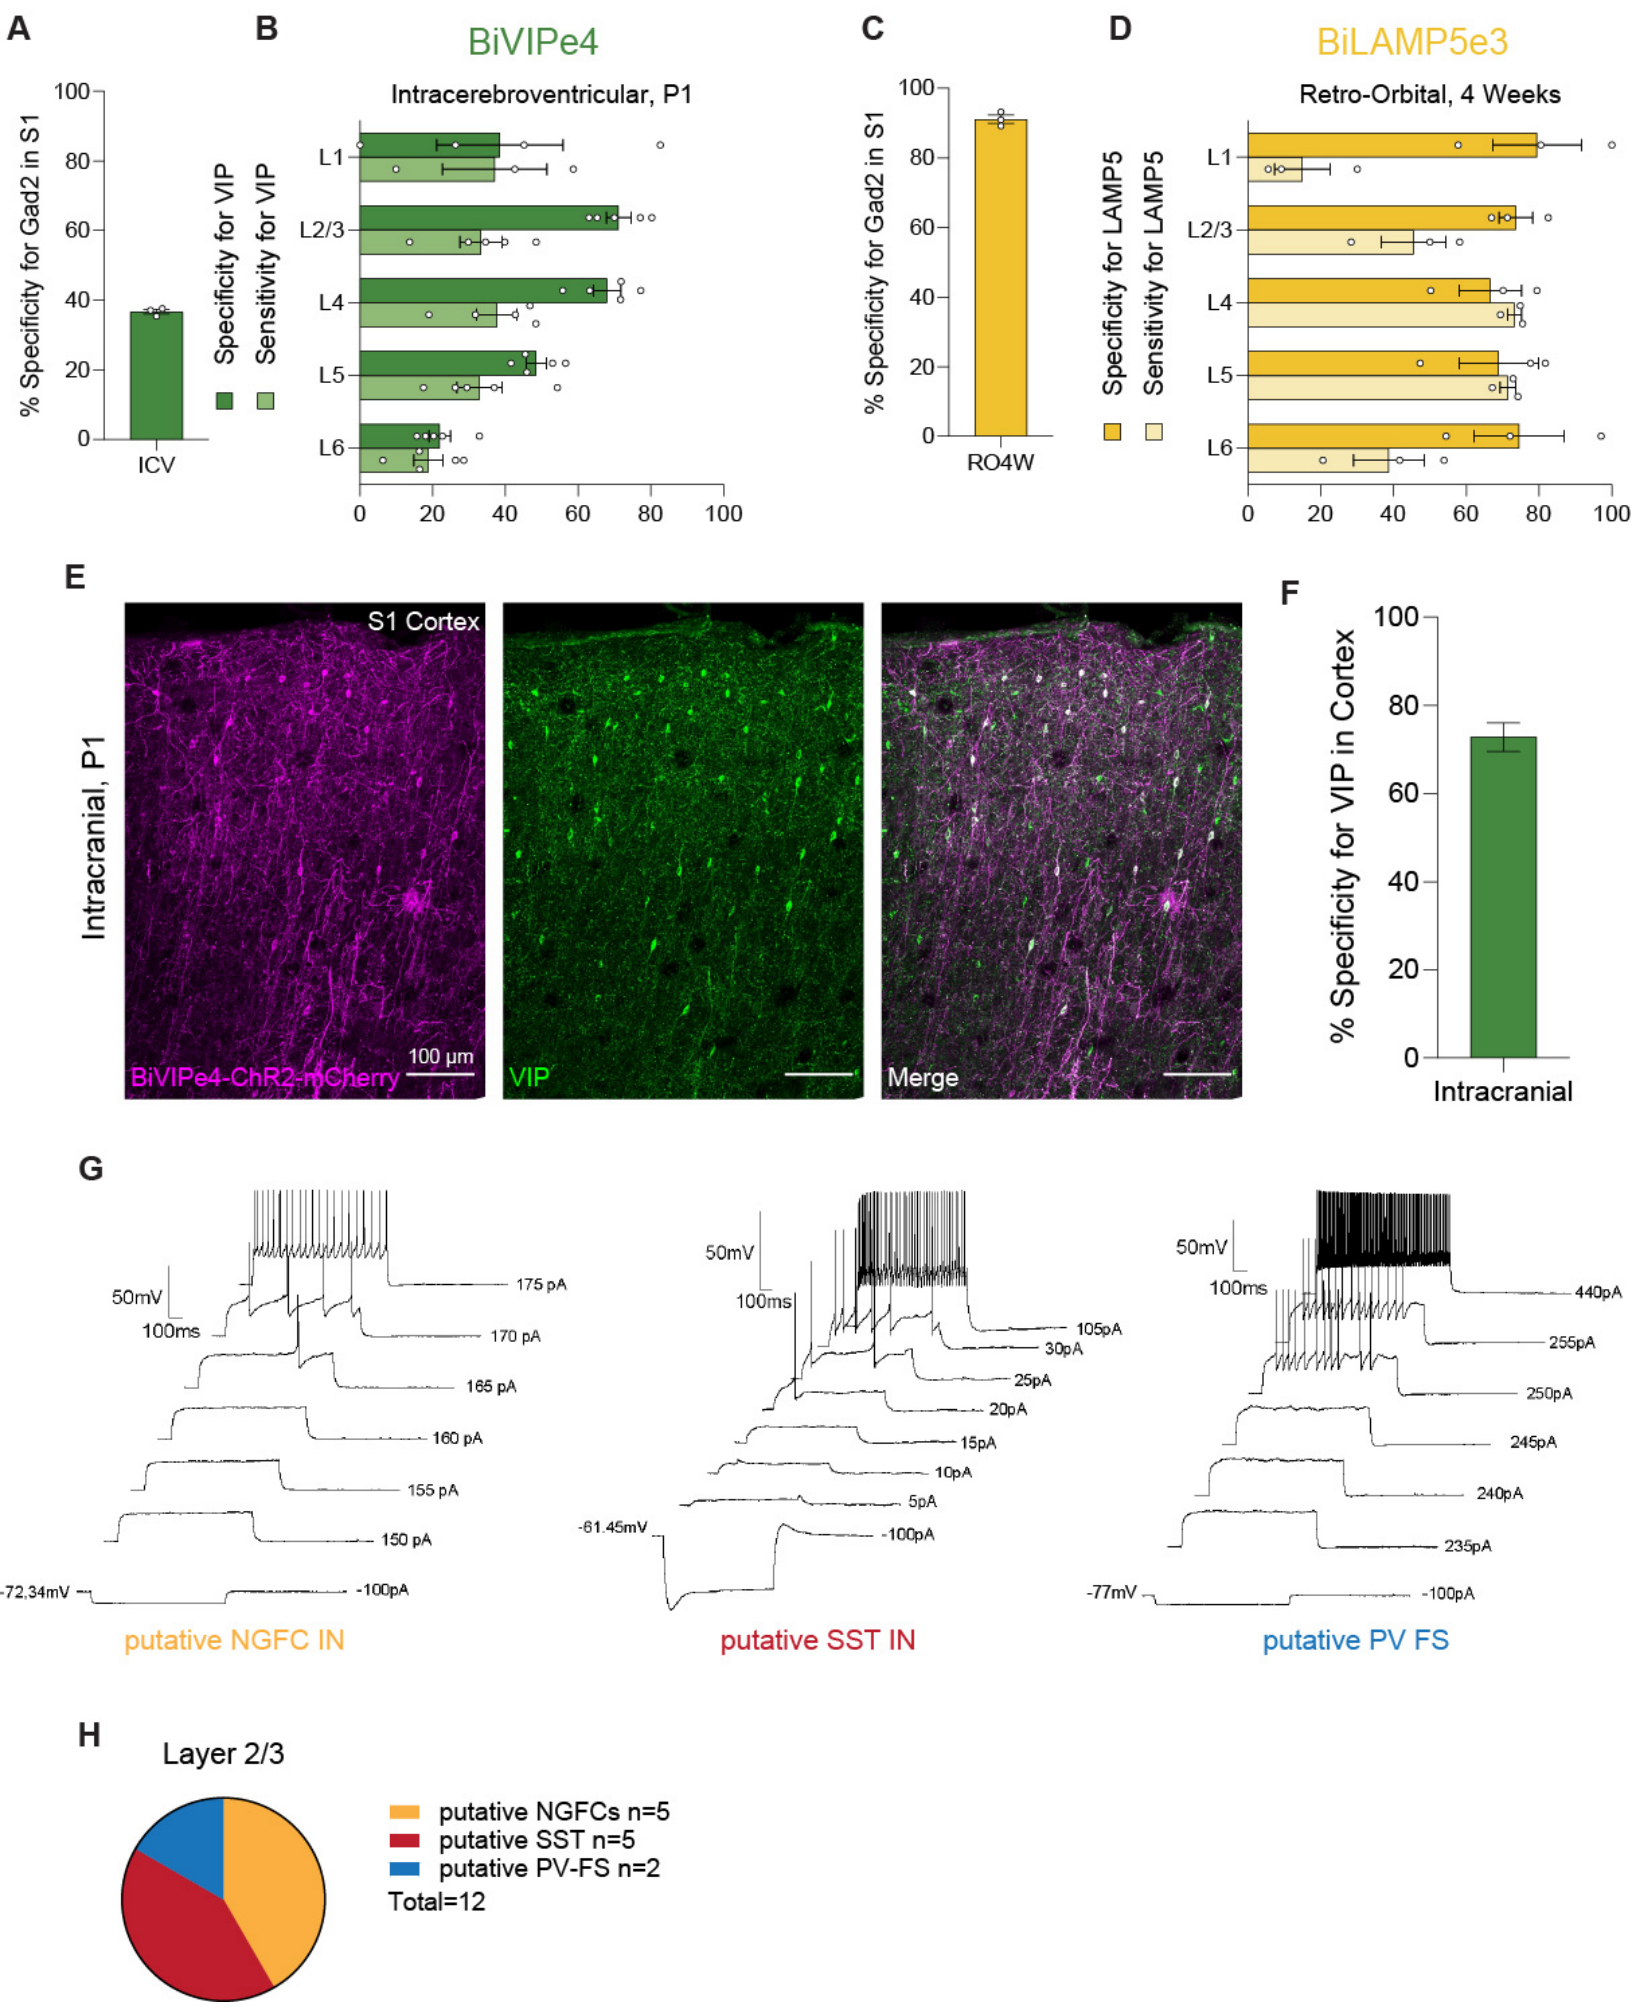 A
B
BiVIPe4
C
D
BiLAMP5e3
% Specificity for Gad2 in S1
100
80
60
40
20
0
ICV
Specificity for VIP
Sensitivity for VIP
Intracerebroventricular, P1
L1
L2/3
L4
L5
L6
0 20 40 60 80 100
% Specificity for Gad2 in S1
100
80
60
40
20
0
RO4W
Specificity for LAMP5
Sensitivity for LAMP5
Retro-Orbital, 4 Weeks
L1
L2/3
L4
L5
L6
0 20 40 60 80 100
E
Intracranial, P1
S1 Cortex
BiVIPe4-ChR2-mCherry
100 µm
VIP
Merge
F
% Specificity for VIP in Cortex
100
80
60
40
20
0
Intracranial
G
50mV
100ms
175 pA
170 pA
165 pA
160 pA
155 pA
150 pA
-72,34mV
-100pA
putative NGFC IN
50mV
100ms
105pA
30pA
25pA
20pA
15pA
10pA
5pA
-61.45mV
-100pA
putative SST IN
50mV
100ms
440pA
255pA
250pA
245pA
240pA
235pA
-77mV
-100pA
putative PV FS
H
Layer 2/3
putative NGFCs n=5
putative SST n=5
putative PV-FS n=2
Total=12